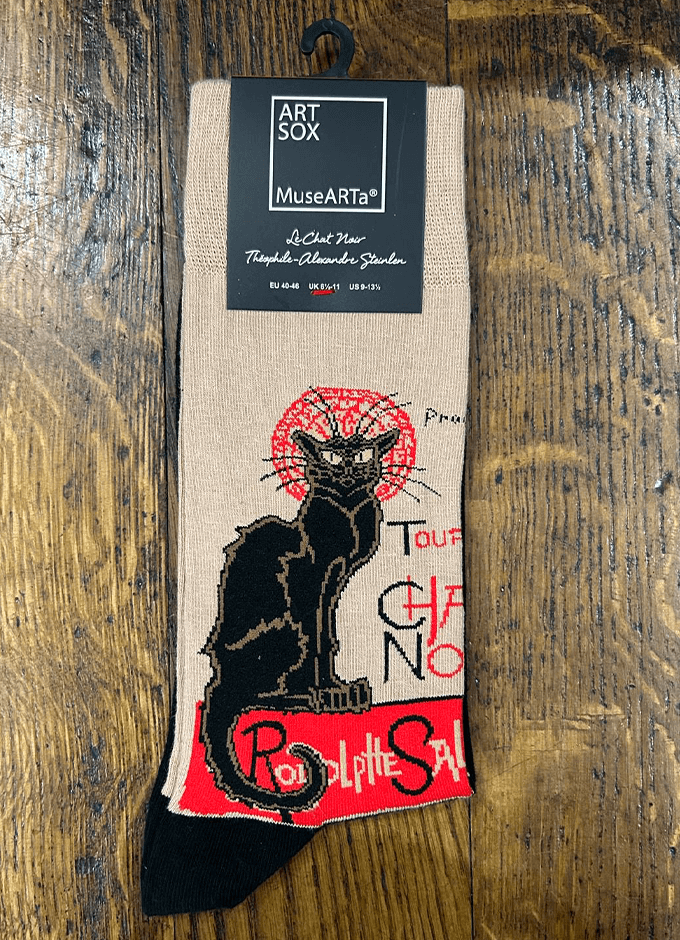 ART
SOX
MuseARTa®
Le Chat Noir
Théophile-Alexandre Steinlen
EU 40-46 UK 6½-11 US 9-13½
TOUR
CHA
NO
RODOLPHE SAL